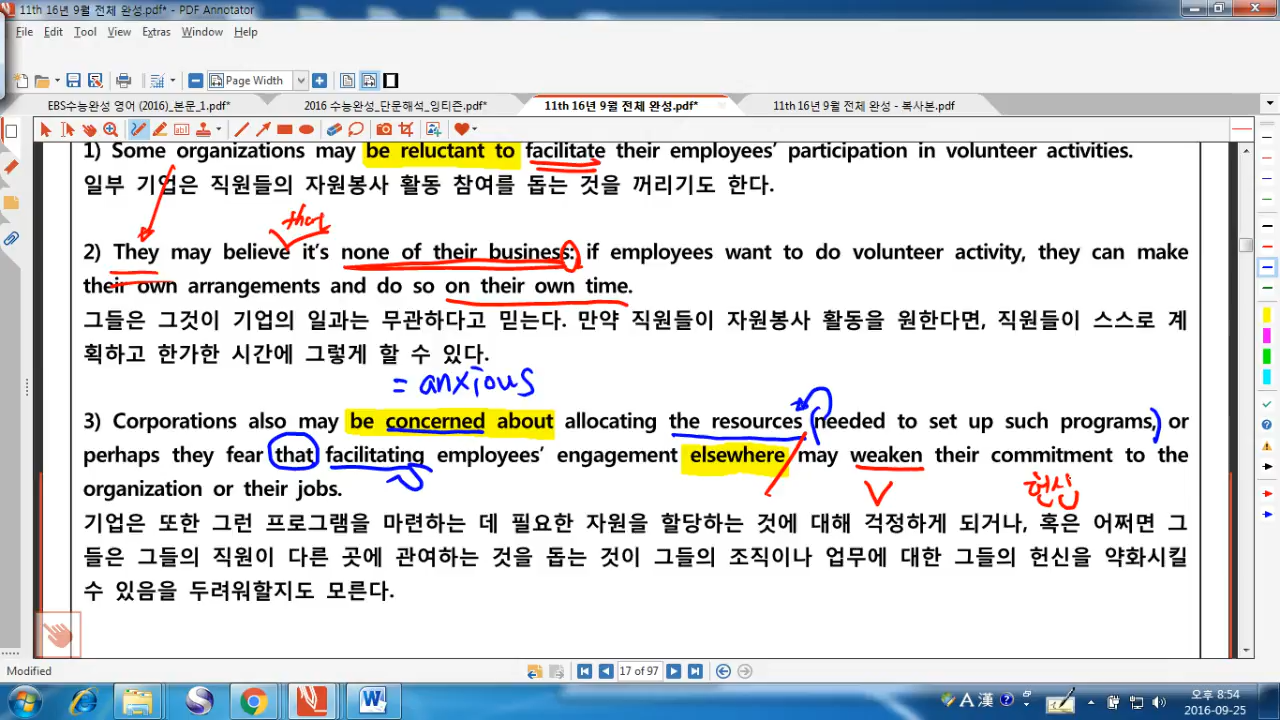 11th 16년 9월 전체 완성.pdf* - PDF Annotator
File Edit Tool View Extras Window Help
Page Width
EBS수능완성 영어 (2016)_본문_1.pdf* 2016 수능완성_단문해석_잉티즌.pdf* 11th 16년 9월 전체 완성.pdf* 11th 16년 9월 전체 완성 - 복사본.pdf
1) Some organizations may be reluctant to facilitate their employees' participation in volunteer activities.
일부 기업은 직원들의 자원봉사 활동 참여를 돕는 것을 꺼리기도 한다.
that
2) They may believe it's none of their business: if employees want to do volunteer activity, they can make
their own arrangements and do so on their own time.
그들은 그것이 기업의 일과는 무관하다고 믿는다. 만약 직원들이 자원봉사 활동을 원한다면, 직원들이 스스로 계
획하고 한가한 시간에 그렇게 할 수 있다.
= anxious
3) Corporations also may be concerned about allocating the resources needed to set up such programs, or
perhaps they fear that facilitating employees' engagement elsewhere may weaken their commitment to the
organization or their jobs.
V 헌신
기업은 또한 그런 프로그램을 마련하는 데 필요한 자원을 할당하는 것에 대해 걱정하게 되거나, 혹은 어쩌면 그
들은 그들의 직원이 다른 곳에 관여하는 것을 돕는 것이 그들의 조직이나 업무에 대한 그들의 헌신을 약화시킬
수 있음을 두려워할지도 모른다.
Modified 17 of 97
A 漢 오후 8:54
2016-09-25